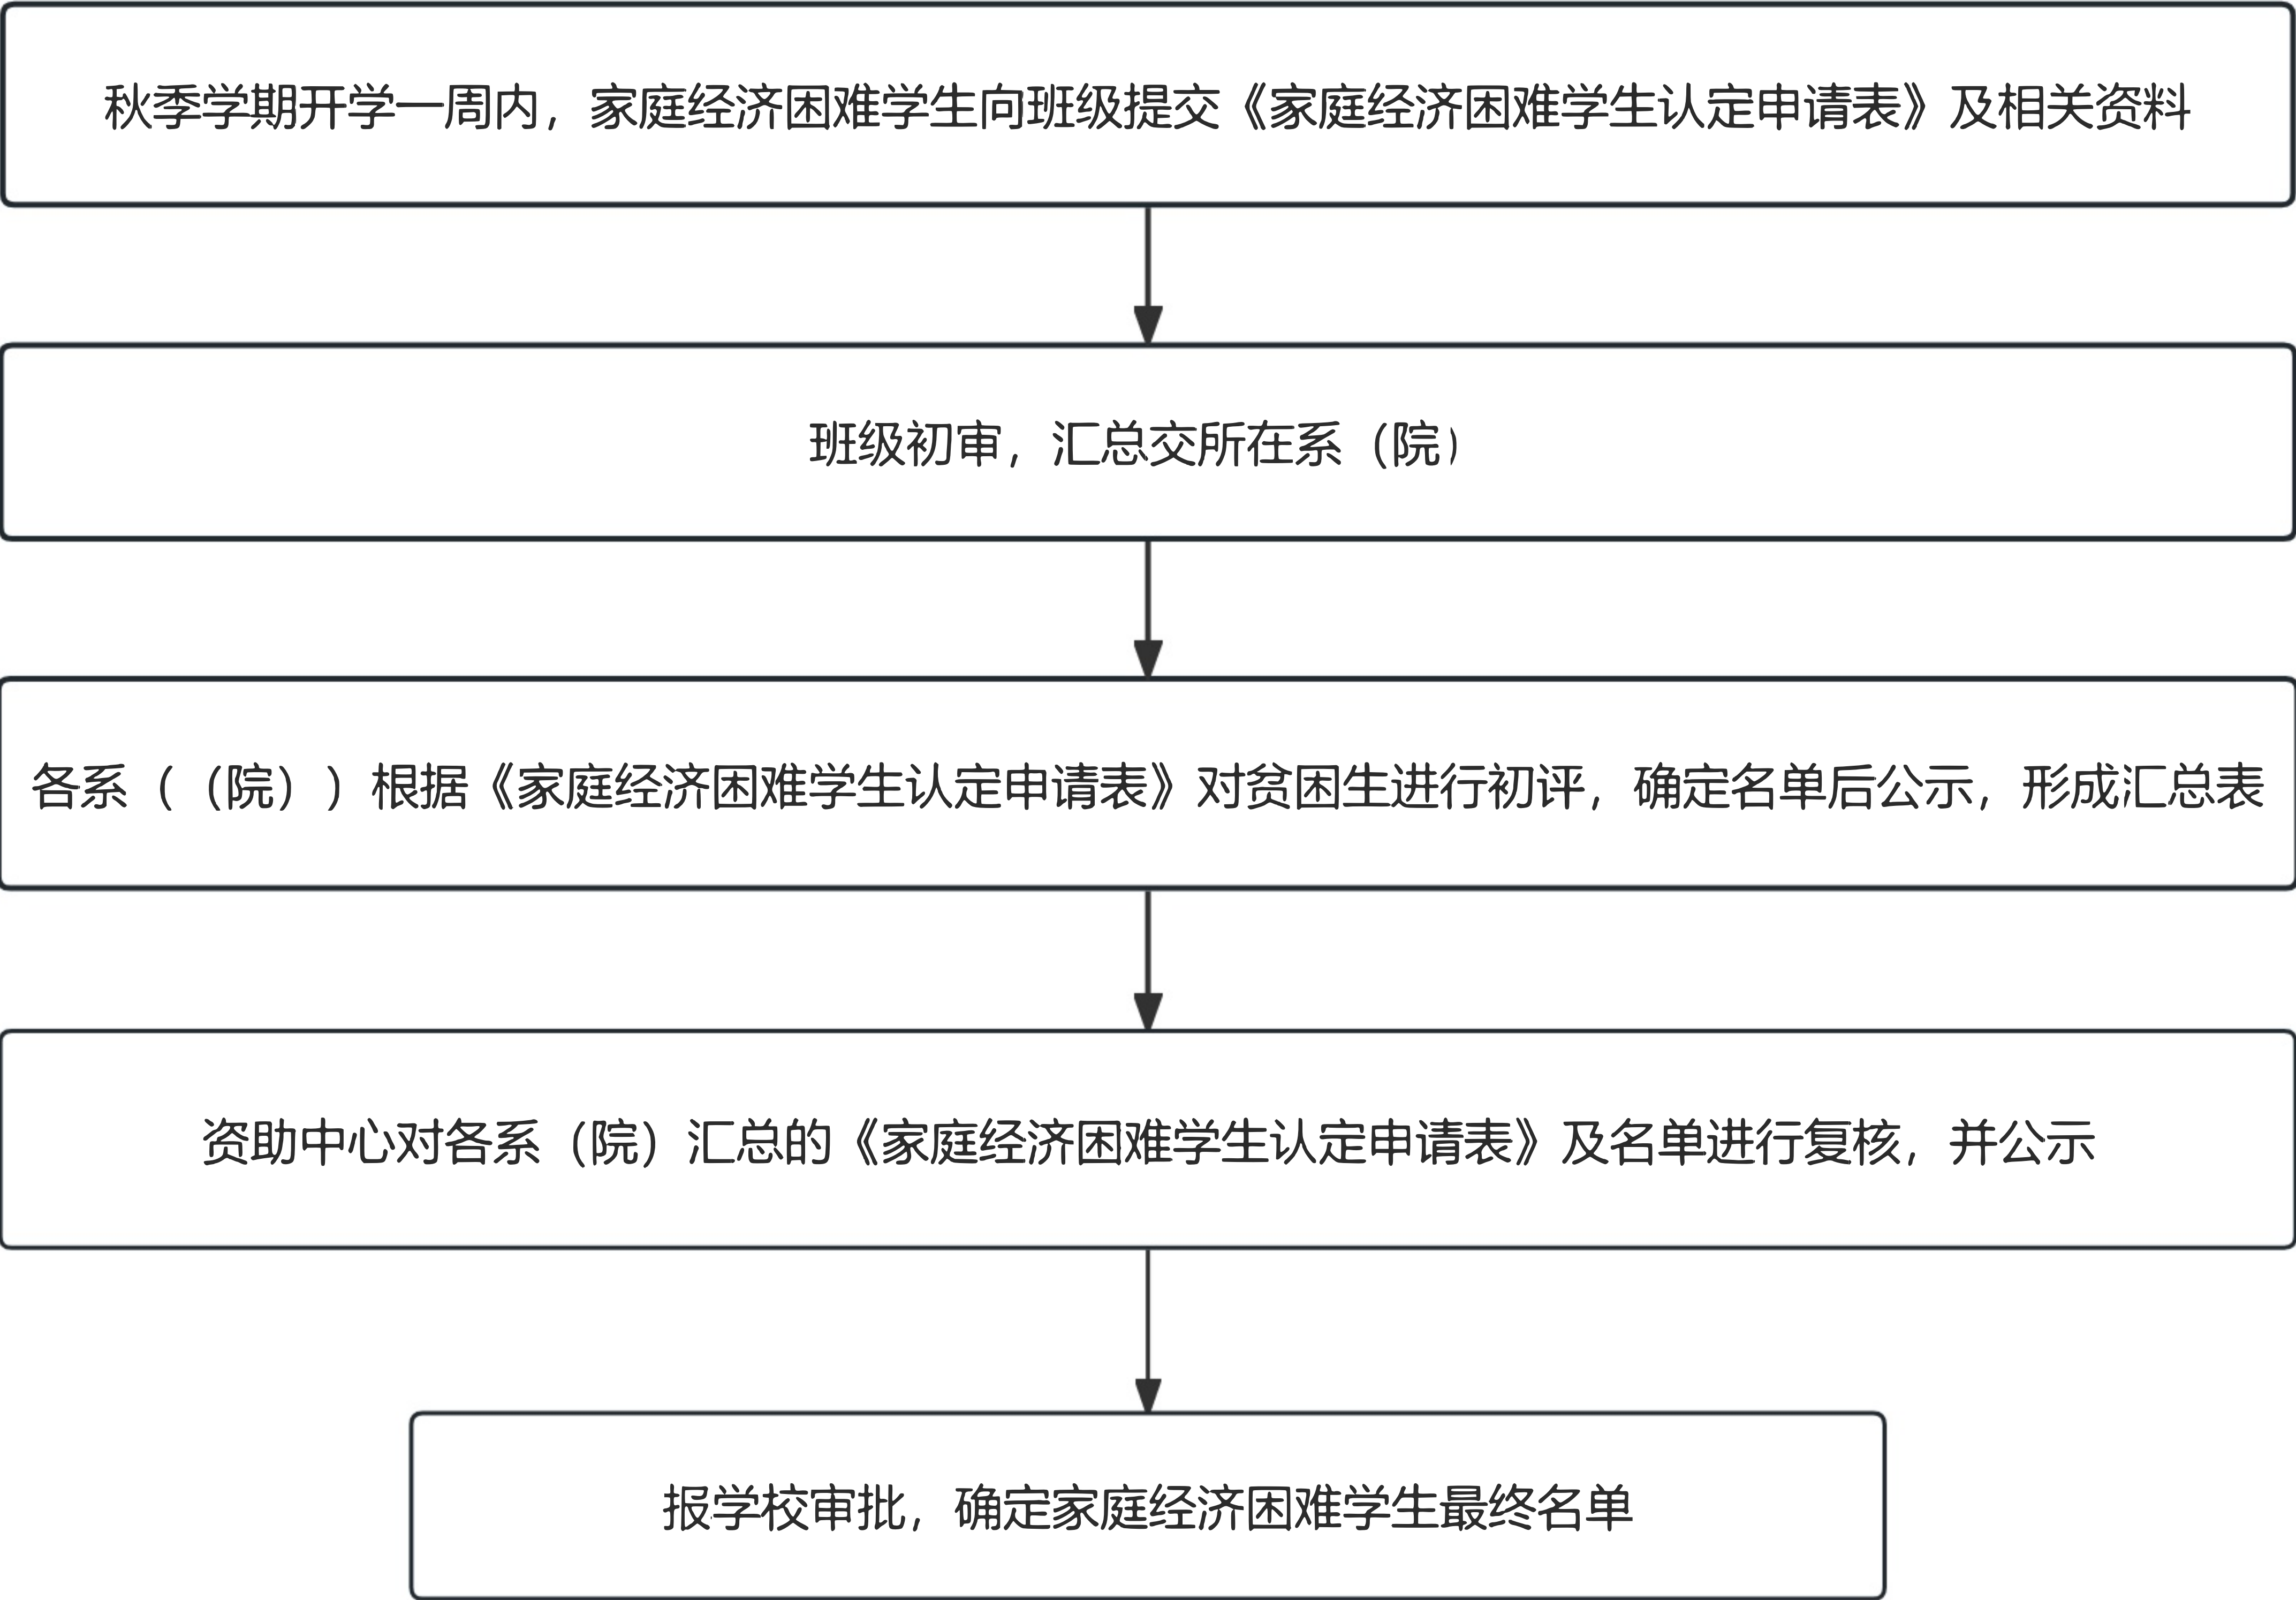 秋季学期开学一周内，家庭经济困难学生向班级提交《家庭经济困难学生认定申请表》及相关资料
班级初审，汇总交所在系（院）
各系（（院））根据《家庭经济困难学生认定申请表》对贫困生进行初评，确定名单后公示，形成汇总表
资助中心对各系（院）汇总的《家庭经济困难学生认定申请表》及名单进行复核，并公示
报学校审批，确定家庭经济困难学生最终名单